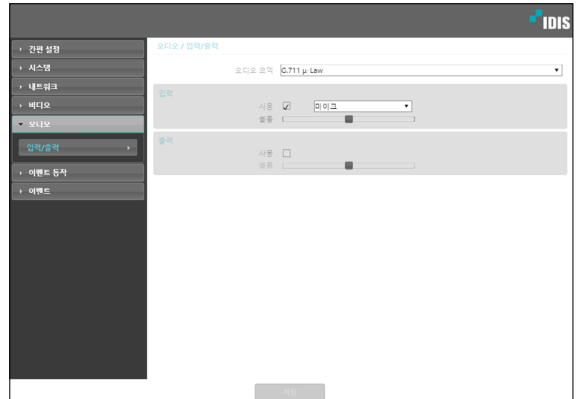 IDIS
간편 설정
시스템
네트워크
비디오
오디오
입력/출력
이벤트 동작
이벤트
오디오 / 입력/출력
오디오 코덱 G.711 μ-Law
입력
사용 마이크
볼륨
출력
사용
볼륨
저장